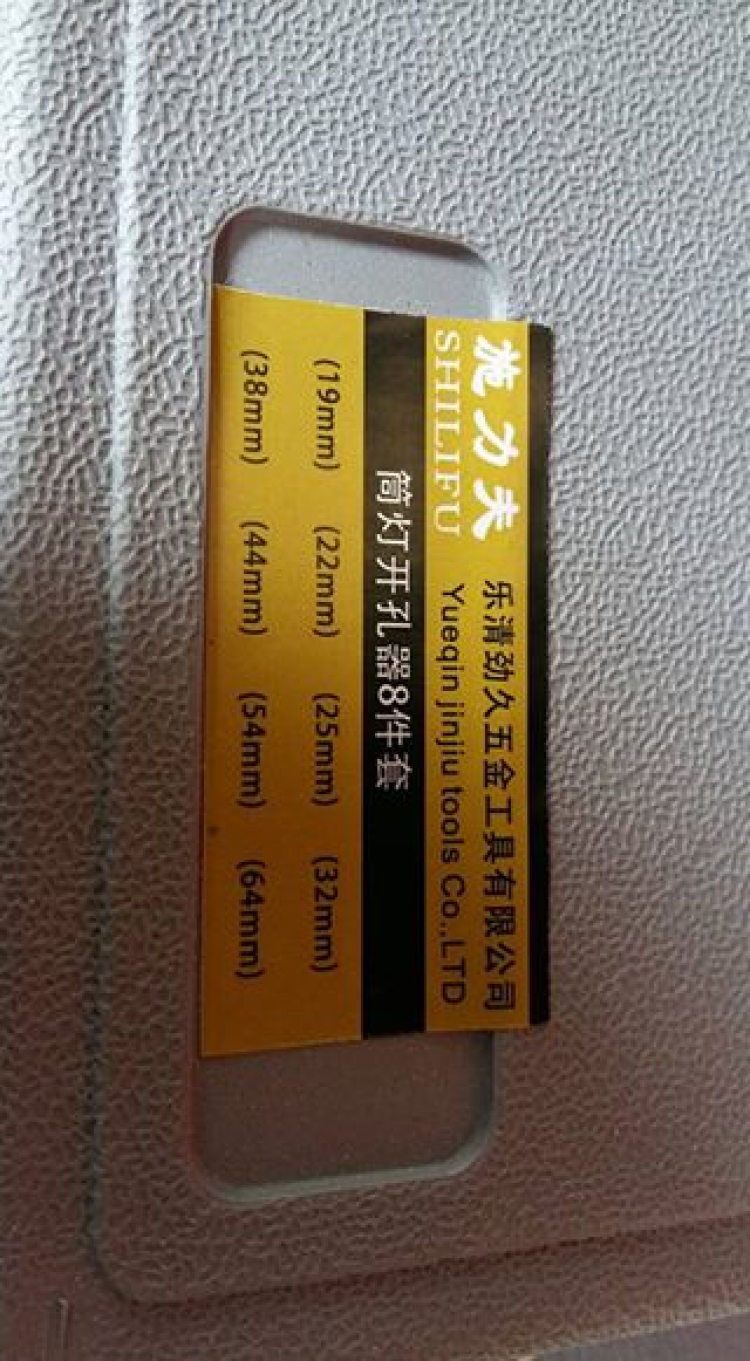 施力夫 乐清劲久五金工具有限公司
SHILIFU Yueqin jinjiu tools Co.,LTD
筒灯开孔器8件套
(19mm) (22mm) (25mm) (32mm)
(38mm) (44mm) (54mm) (64mm)